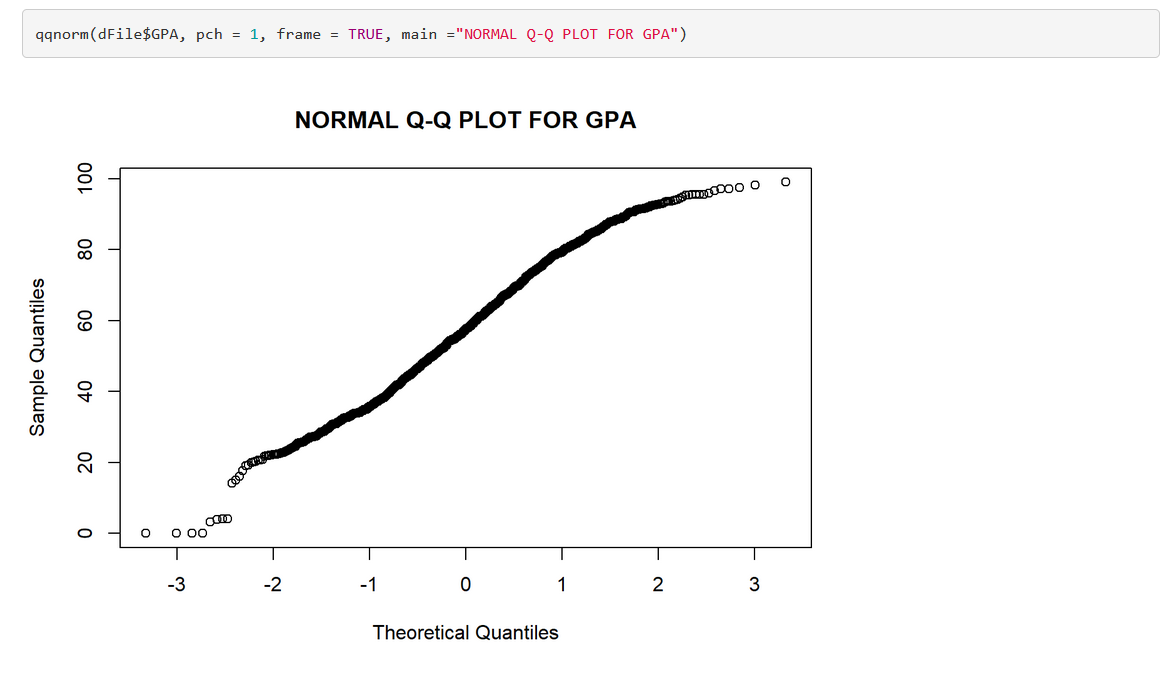 qqnorm(dFile$GPA, pch = 1, frame = TRUE, main ="NORMAL Q-Q PLOT FOR GPA")
NORMAL Q-Q PLOT FOR GPA
100
80
60
40
20
0
Sample Quantiles
-3 -2 -1 0 1 2 3
Theoretical Quantiles